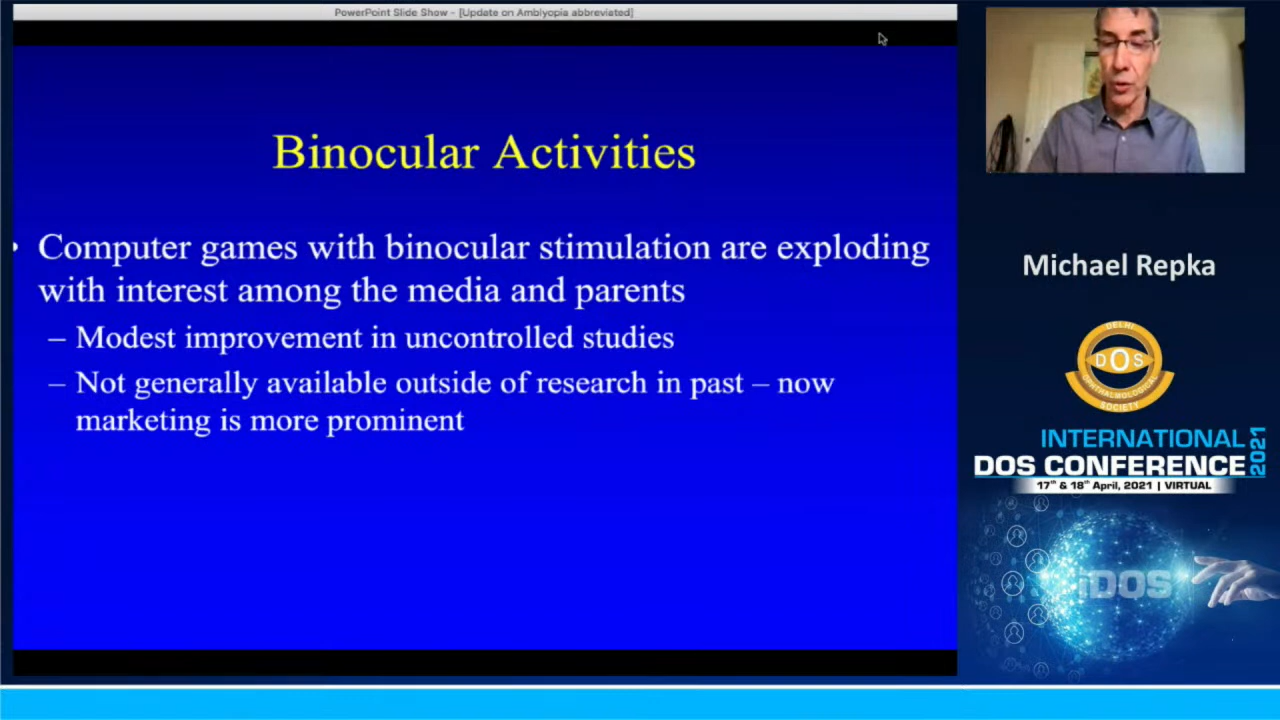 PowerPoint Slide Show - [Update on Amblyopia abbreviated]
Binocular Activities
• Computer games with binocular stimulation are exploding
with interest among the media and parents
– Modest improvement in uncontrolled studies
– Not generally available outside of research in past – now
marketing is more prominent
Michael Repka
DELHI
DOS
OPHTHALMOLOGICAL
SOCIETY
INTERNATIONAL
DOS CONFERENCE
2021
17th & 18th April, 2021 | VIRTUAL
iDOS